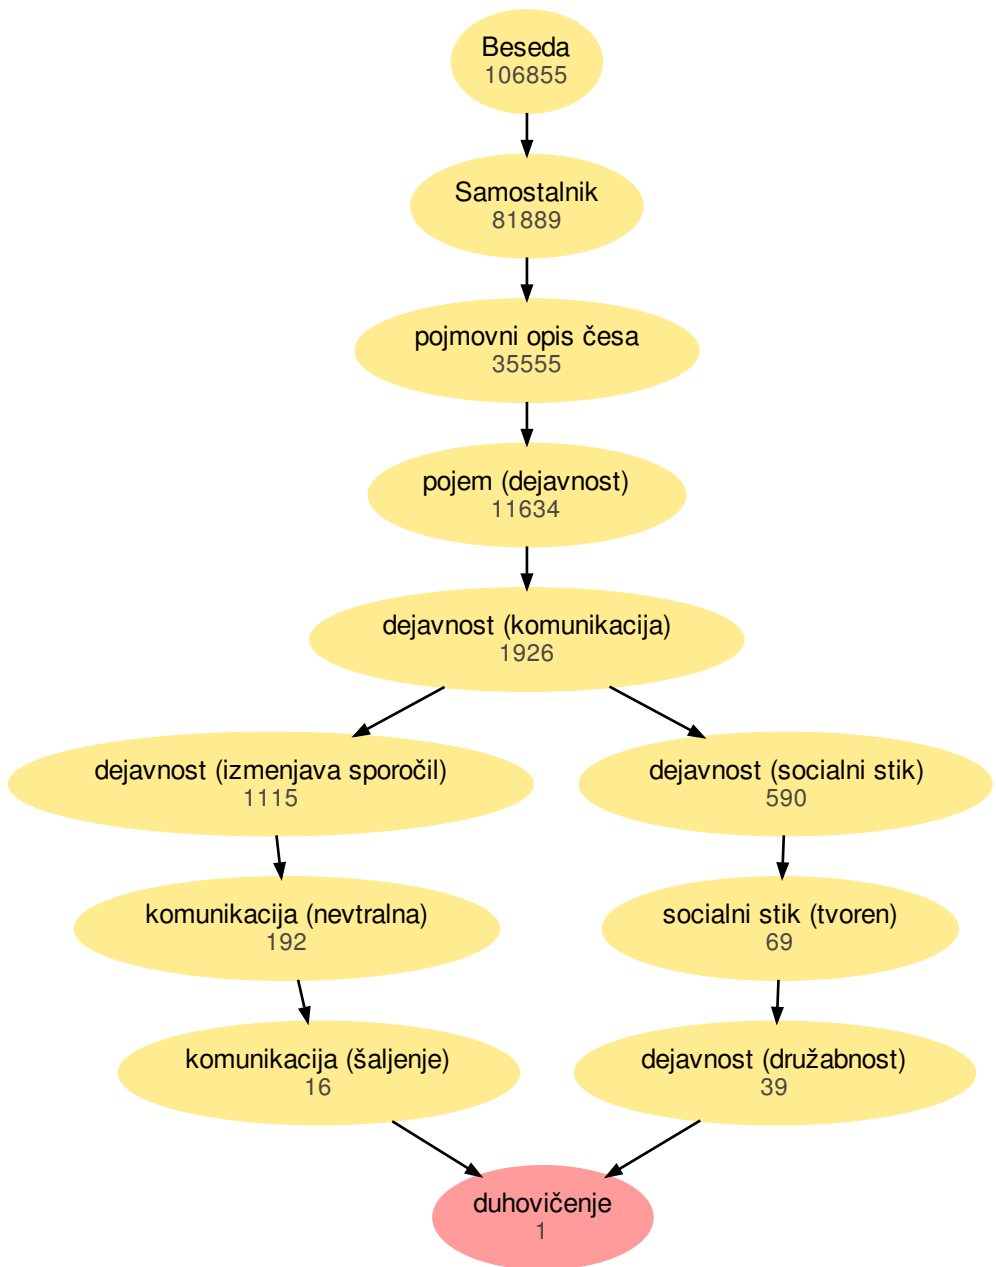 Beseda
106855
Samostalnik
81889
pojmovni opis česa
35555
pojem (dejavnost)
11634
dejavnost (komunikacija)
1926
dejavnost (izmenjava sporočil)
1115
dejavnost (socialni stik)
590
komunikacija (nevtralna)
192
socialni stik (tvoren)
69
komunikacija (šaljenje)
16
dejavnost (družabnost)
39
duhovičenje
1